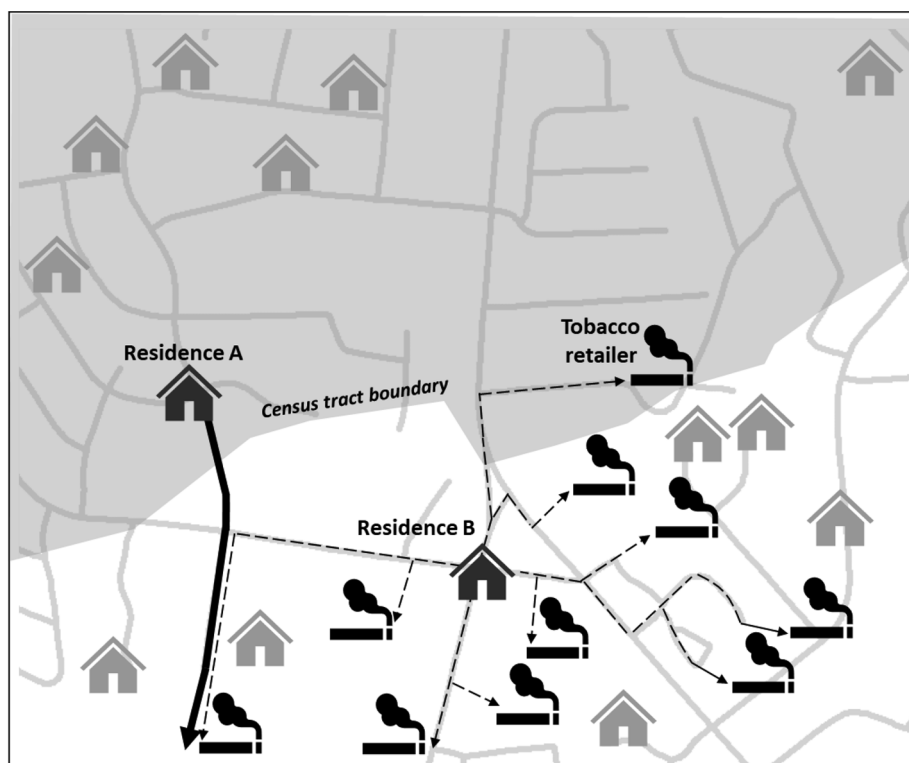 Tobacco
retailer
Residence A
Census tract boundary
Residence B